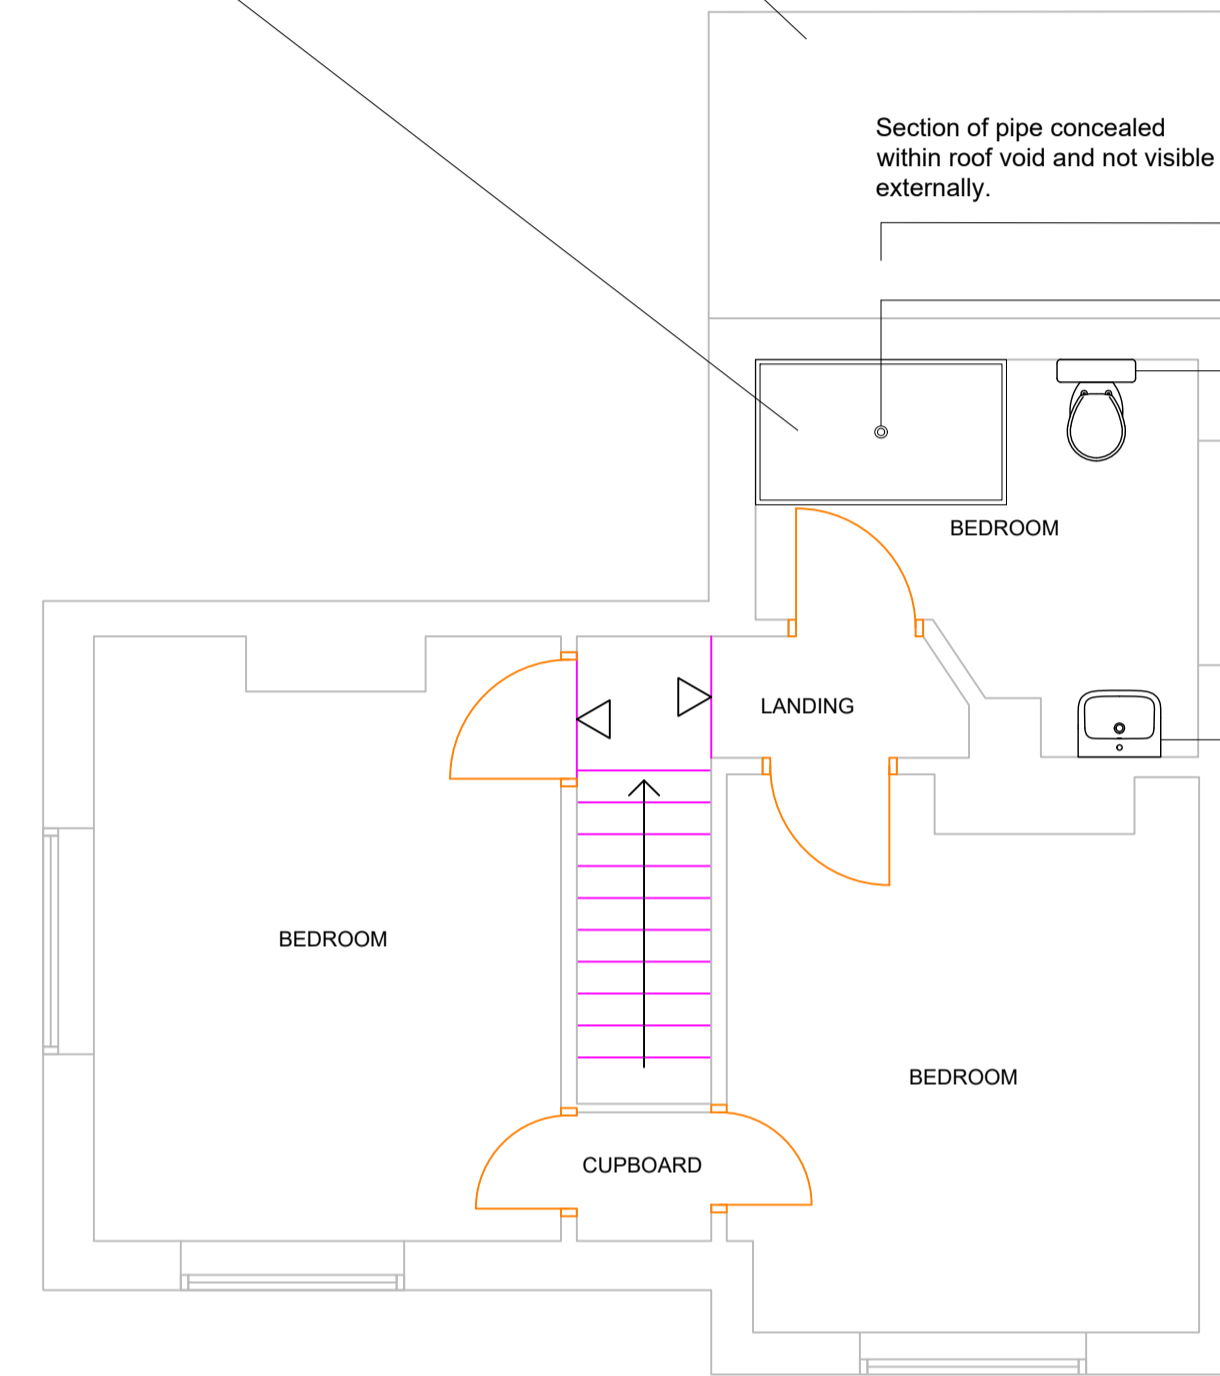 Section of pipe concealed
within roof void and not visible
externally.
BEDROOM
LANDING
BEDROOM
BEDROOM
CUPBOARD